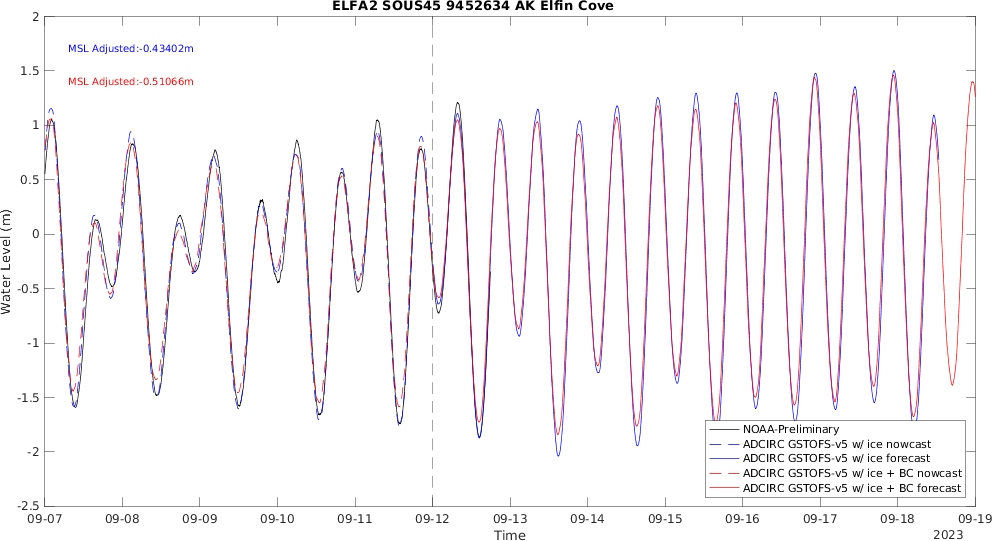 ELFA2 SOUS45 9452634 AK Elfin Cove
MSL Adjusted:-0.43402m
MSL Adjusted:-0.51066m
Water Level (m)
2
1.5
1
0.5
0
-0.5
-1
-1.5
-2
-2.5
NOAA-Preliminary
ADCIRC GSTOFS-v5 w/ ice nowcast
ADCIRC GSTOFS-v5 w/ ice forecast
ADCIRC GSTOFS-v5 w/ ice + BC nowcast
ADCIRC GSTOFS-v5 w/ ice + BC forecast
09-07 09-08 09-09 09-10 09-11 09-12 09-13 09-14 09-15 09-16 09-17 09-18 09-19
Time
2023